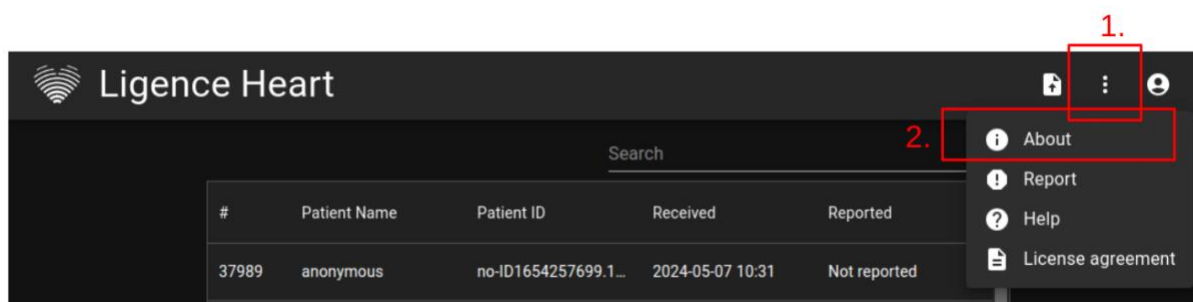 1.
Ligence Heart
2.
About
Search
Report
# Patient Name Patient ID Received Reported
Help
37989 anonymous no-ID1654257699.1... 2024-05-07 10:31 Not reported
License agreement